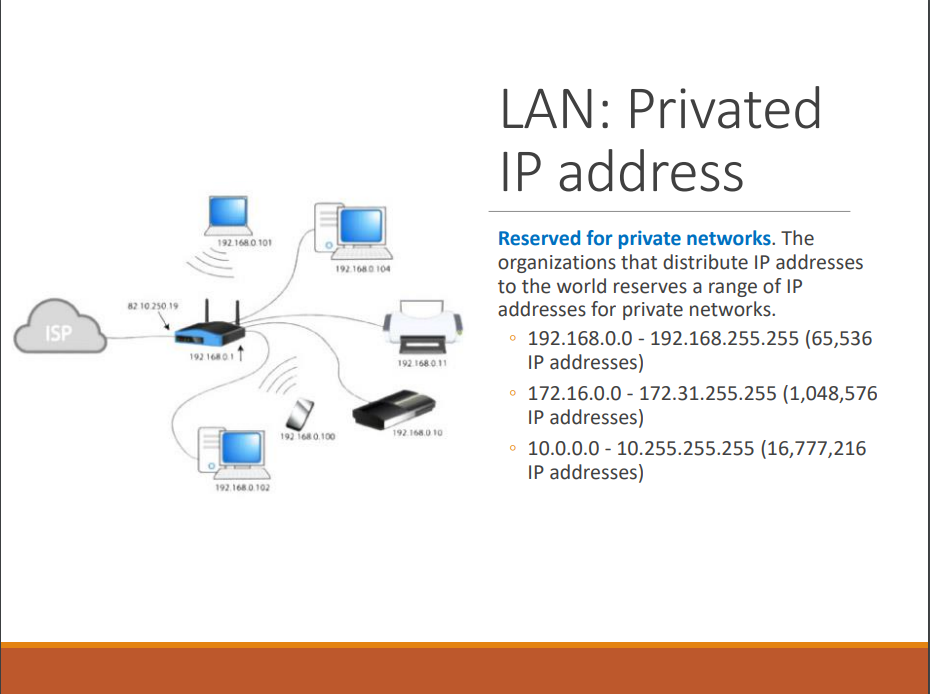 LAN: Privated
IP address
Reserved for private networks. The
organizations that distribute IP addresses
to the world reserves a range of IP
addresses for private networks.
◦ 192.168.0.0 - 192.168.255.255 (65,536
IP addresses)
◦ 172.16.0.0 - 172.31.255.255 (1,048,576
IP addresses)
◦ 10.0.0.0 - 10.255.255.255 (16,777,216
IP addresses)
192.168.0.101
192.168.0.104
82.10.250.19
ISP
192.168.0.1
192.168.0.11
192.168.0.100
192.168.0.10
192.168.0.102